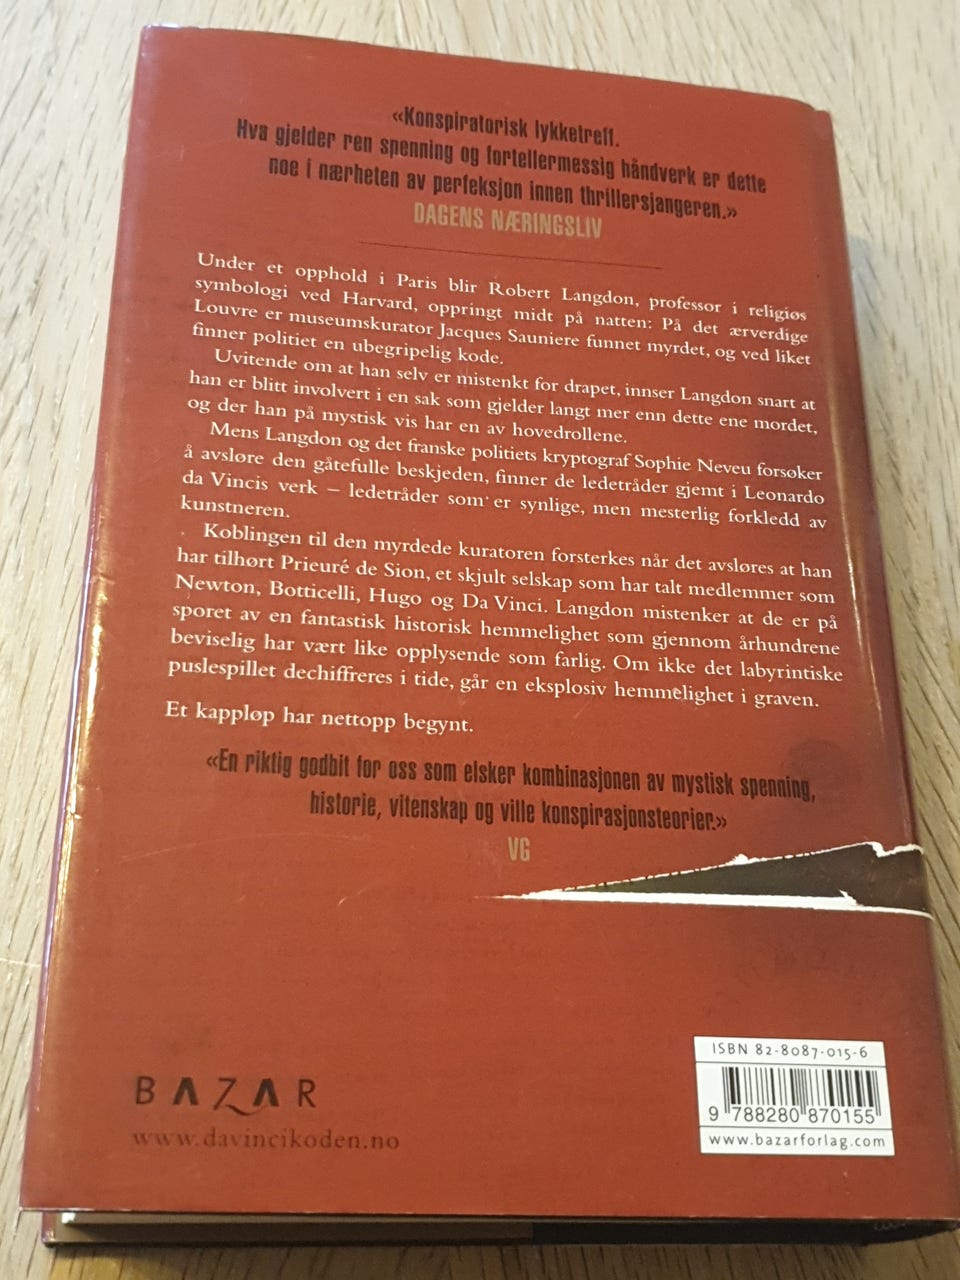 «Konspiratorisk lykketreff.
Hva gjelder ren spenning og fortellermessig håndverk er dette
noe i nærheten av perfeksjon innen thrillersjangeren.»
DAGENS NÆRINGSLIV
Under et opphold i Paris blir Robert Langdon, professor i religiøs
symbologi ved Harvard, oppringt midt på natten: På det ærverdige
Louvre er museumskurator Jacques Sauniere funnet myrdet, og ved liket
finner politiet en ubegripelig kode.
Uvitende om at han selv er mistenkt for drapet, innser Langdon snart at
han er blitt involvert i en sak som gjelder langt mer enn dette ene mordet,
og der han på mystisk vis har en av hovedrollene.
Mens Langdon og det franske politiets kryptograf Sophie Neveu forsøker
å avsløre den gåtefulle beskjeden, finner de ledetråder gjemt i Leonardo
da Vincis verk – ledetråder som er synlige, men mesterlig forkledd av
kunstneren.
Koblingen til den myrdede kuratoren forsterkes når det avsløres at han
har tilhørt Prieuré de Sion, et skjult selskap som har talt medlemmer som
Newton, Botticelli, Hugo og Da Vinci. Langdon mistenker at de er på
sporet av en fantastisk historisk hemmelighet som gjennom århundrene
beviselig har vært like opplysende som farlig. Om ikke det labyrintiske
puslespillet dechiffreres i tide, går en eksplosiv hemmelighet i graven.
Et kappløp har nettopp begynt.
«En riktig godbit for oss som elsker kombinasjonen av mystisk spenning,
historie, vitenskap og ville konspirasjonsteorier.»
VG
BAZAR
www.davincikoden.no
ISBN 82-8087-015-6
9 788280 870155
www.bazarforlag.com